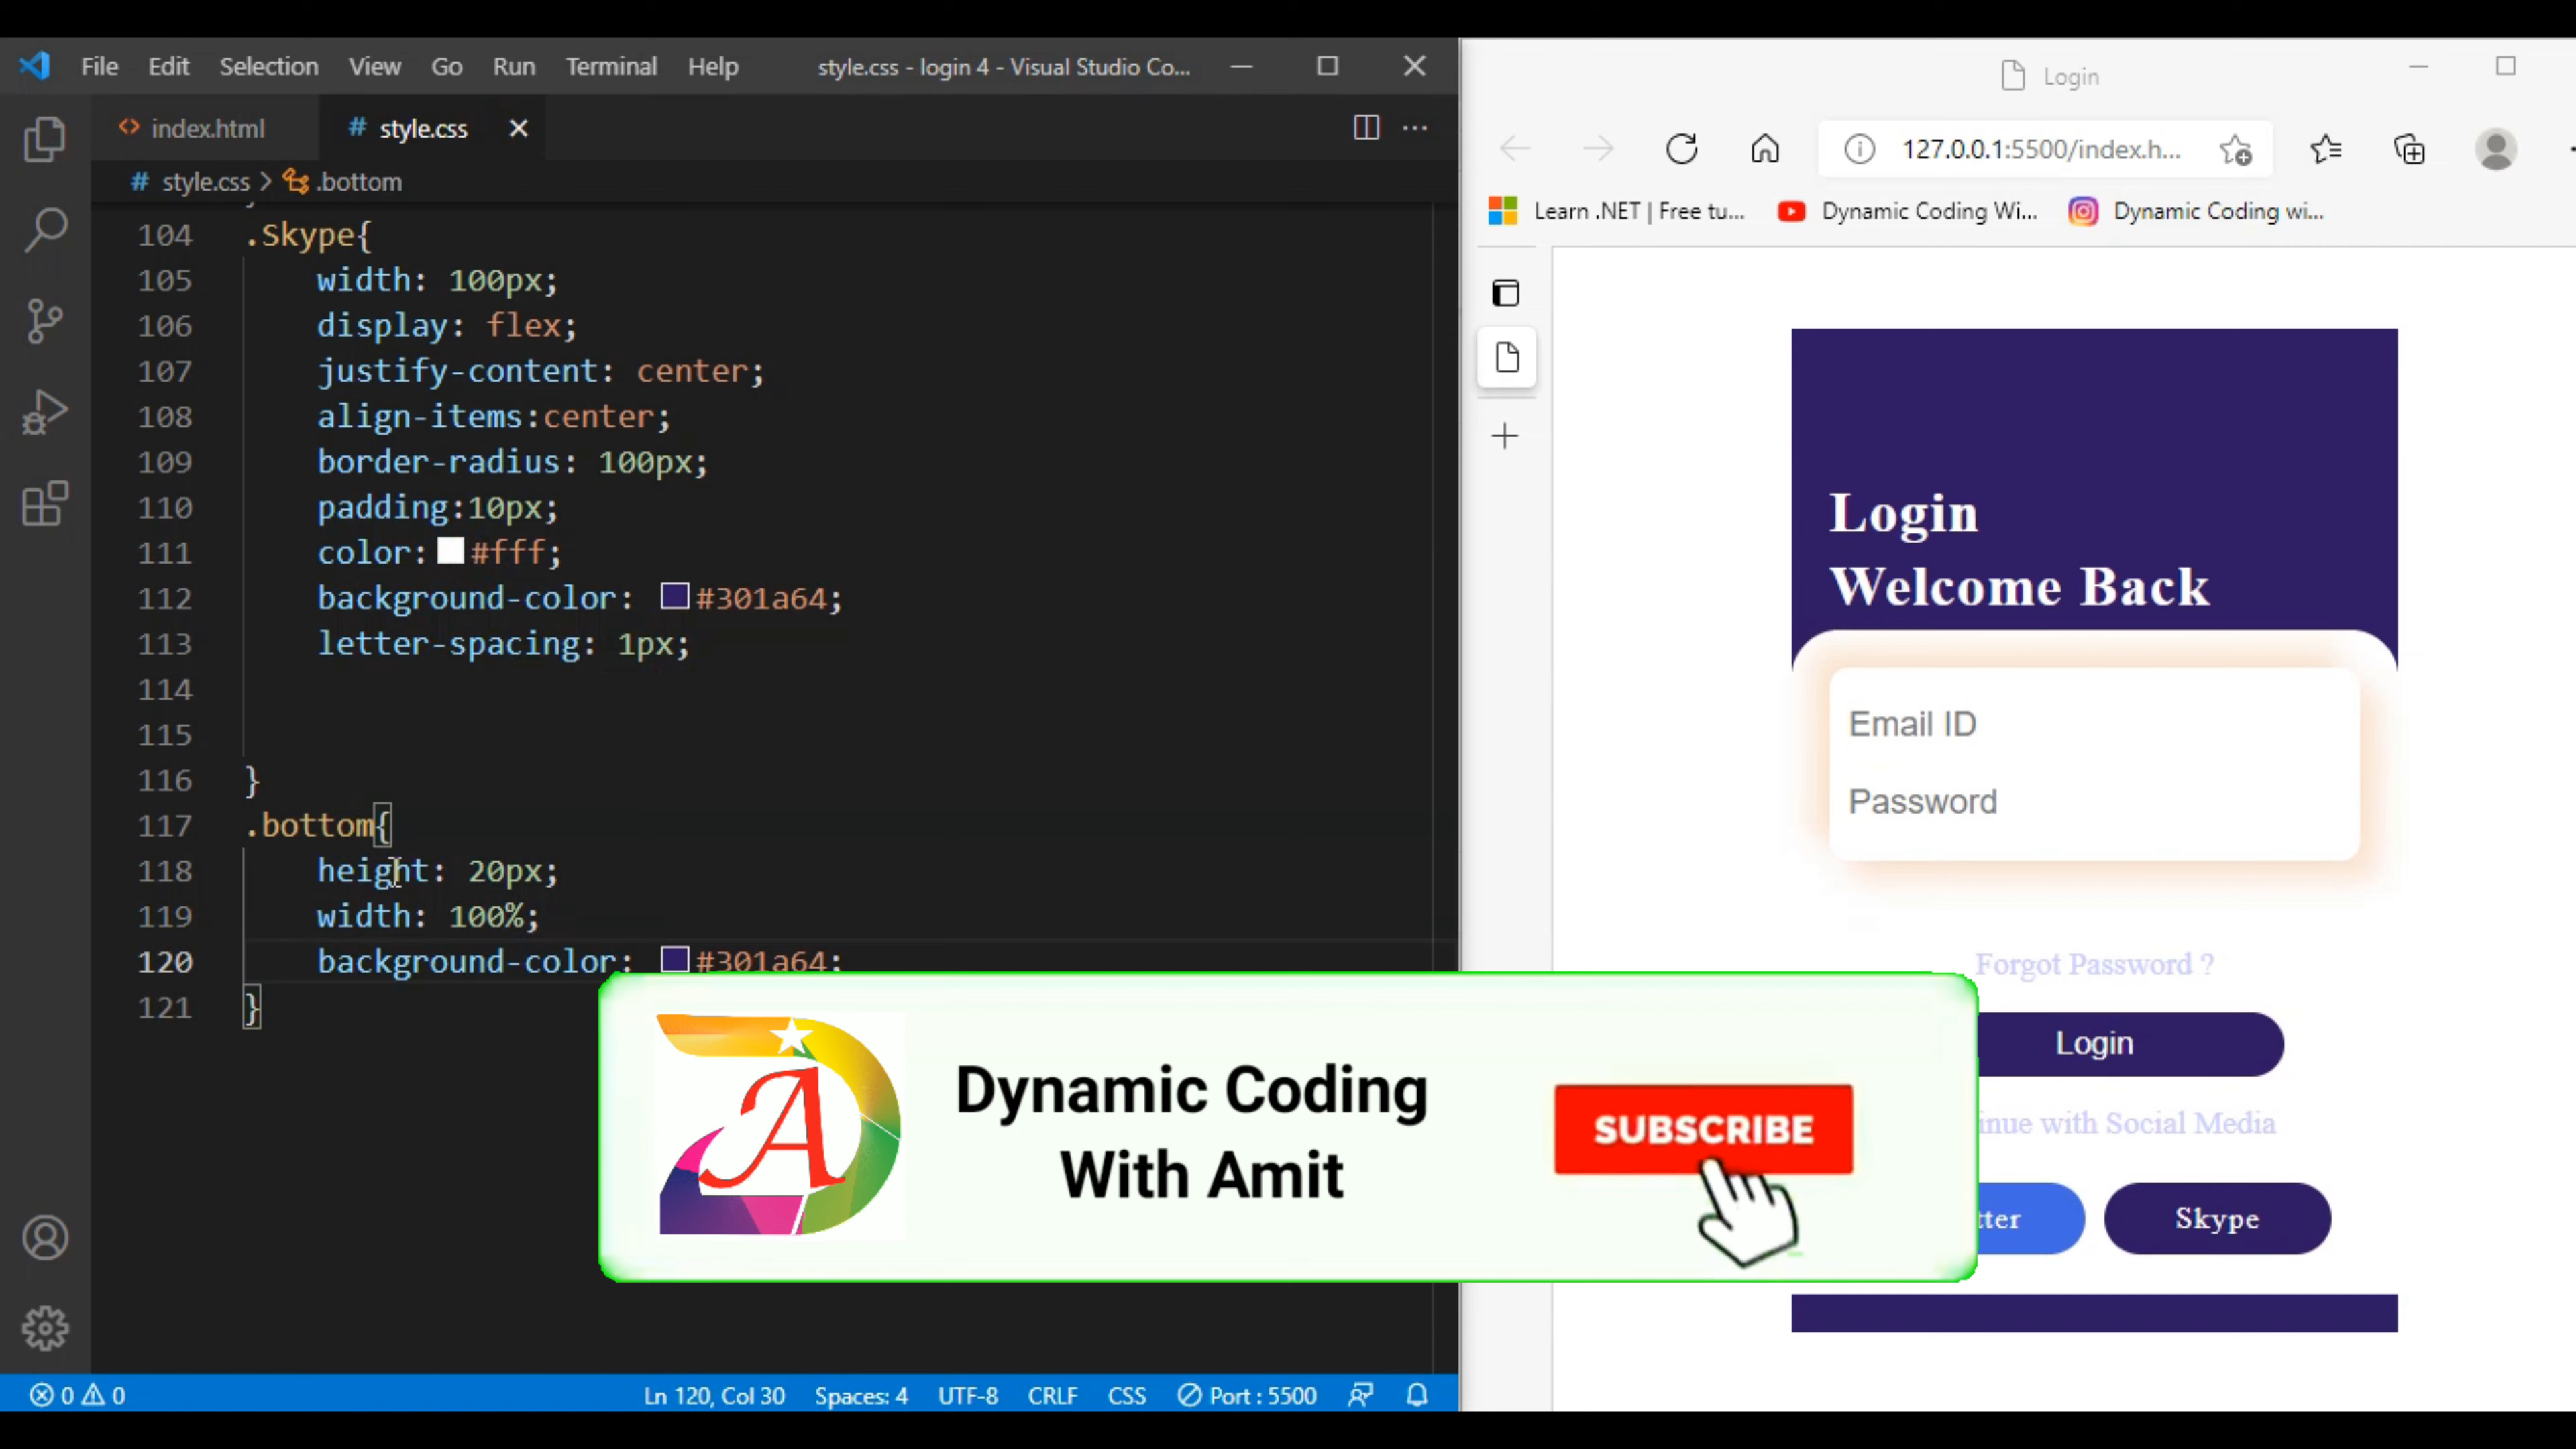 File Edit Selection View Go Run Terminal Help style.css - login 4 - Visual Studio Co...
index.html
# style.css
# style.css > .bottom
104 .Skype{
105 width: 100px;
106 display: flex;
107 justify-content: center;
108 align-items:center;
109 border-radius: 100px;
110 padding:10px;
111 color: #fff;
112 background-color: #301a64;
113 letter-spacing: 1px;
114
115
116 }
117 .bottom{
118 height: 20px;
119 width: 100%;
120 background-color: #301a64;
121 }
0 0 Ln 120, Col 30 Spaces: 4 UTF-8 CRLF CSS Port : 5500
Login
127.0.0.1:5500/index.h...
Learn .NET | Free tu... Dynamic Coding Wi... Dynamic Coding wi...
Login
Welcome Back
Email ID
Password
Forgot Password ?
Login
inue with Social Media
tter Skype
A
Dynamic Coding
With Amit
SUBSCRIBE